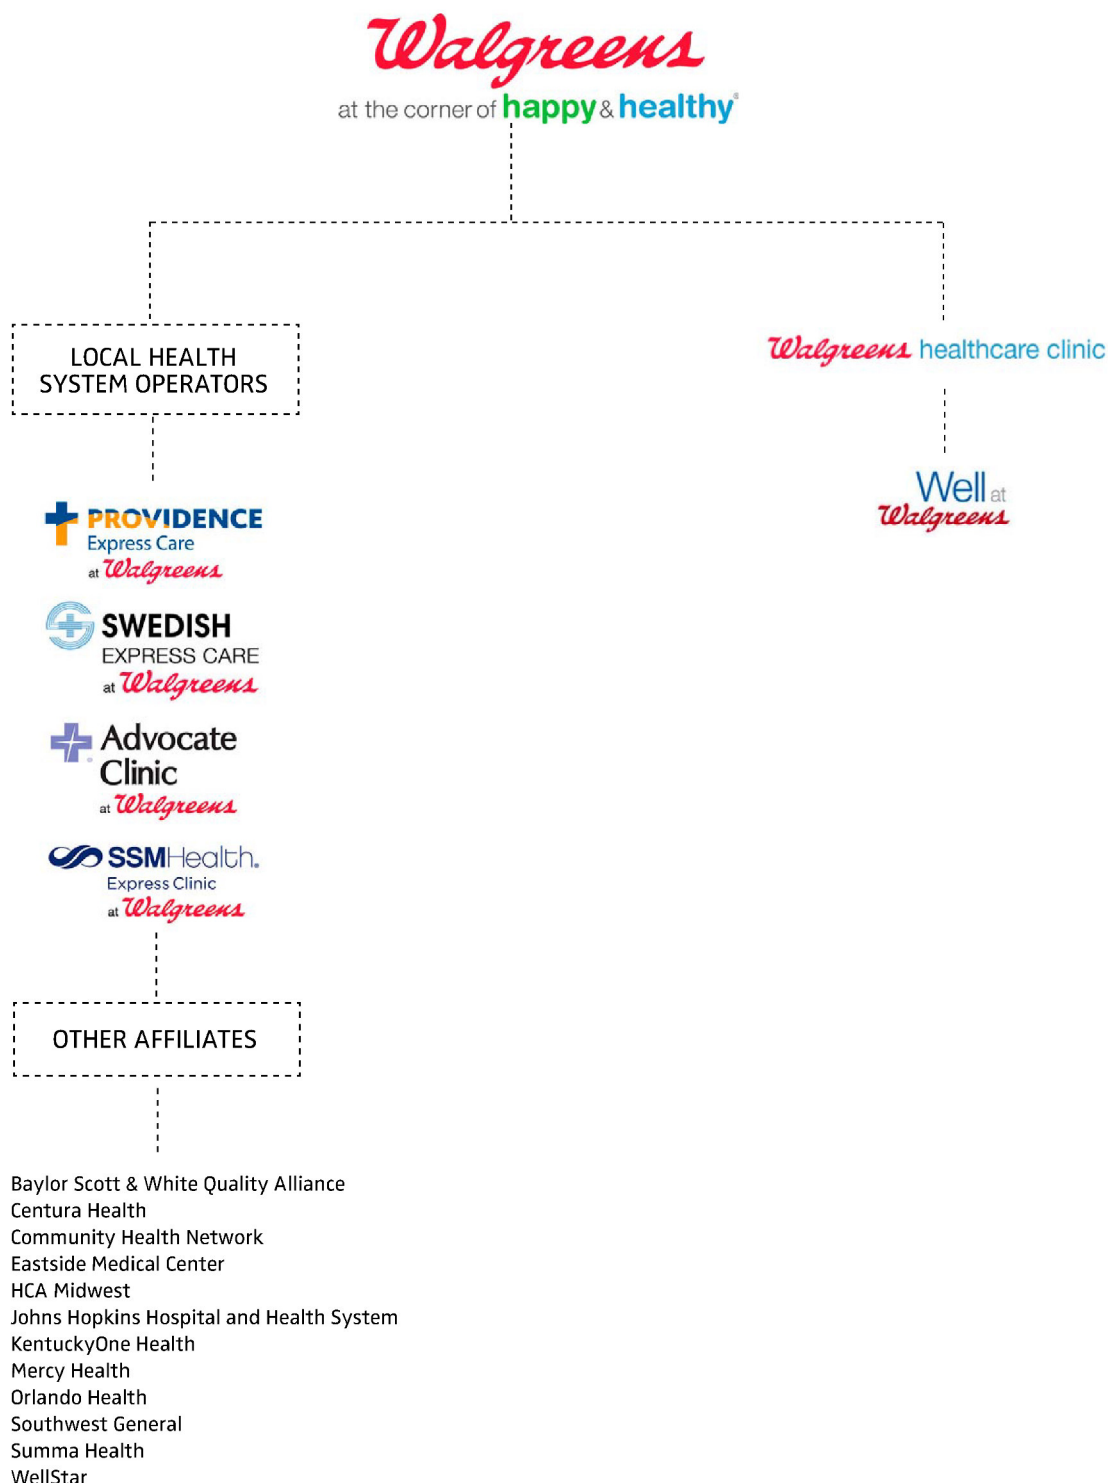 Walgreens
at the corner of happy & healthy®
LOCAL HEALTH
SYSTEM OPERATORS
Walgreens healthcare clinic
PROVIDENCE
Express Care
at Walgreens
Well at
Walgreens
SWEDISH
EXPRESS CARE
at Walgreens
Advocate
Clinic
at Walgreens
SSMHealth.
Express Clinic
at Walgreens
OTHER AFFILIATES
Baylor Scott & White Quality Alliance
Centura Health
Community Health Network
Eastside Medical Center
HCA Midwest
Johns Hopkins Hospital and Health System
KentuckyOne Health
Mercy Health
Orlando Health
Southwest General
Summa Health
WellStar